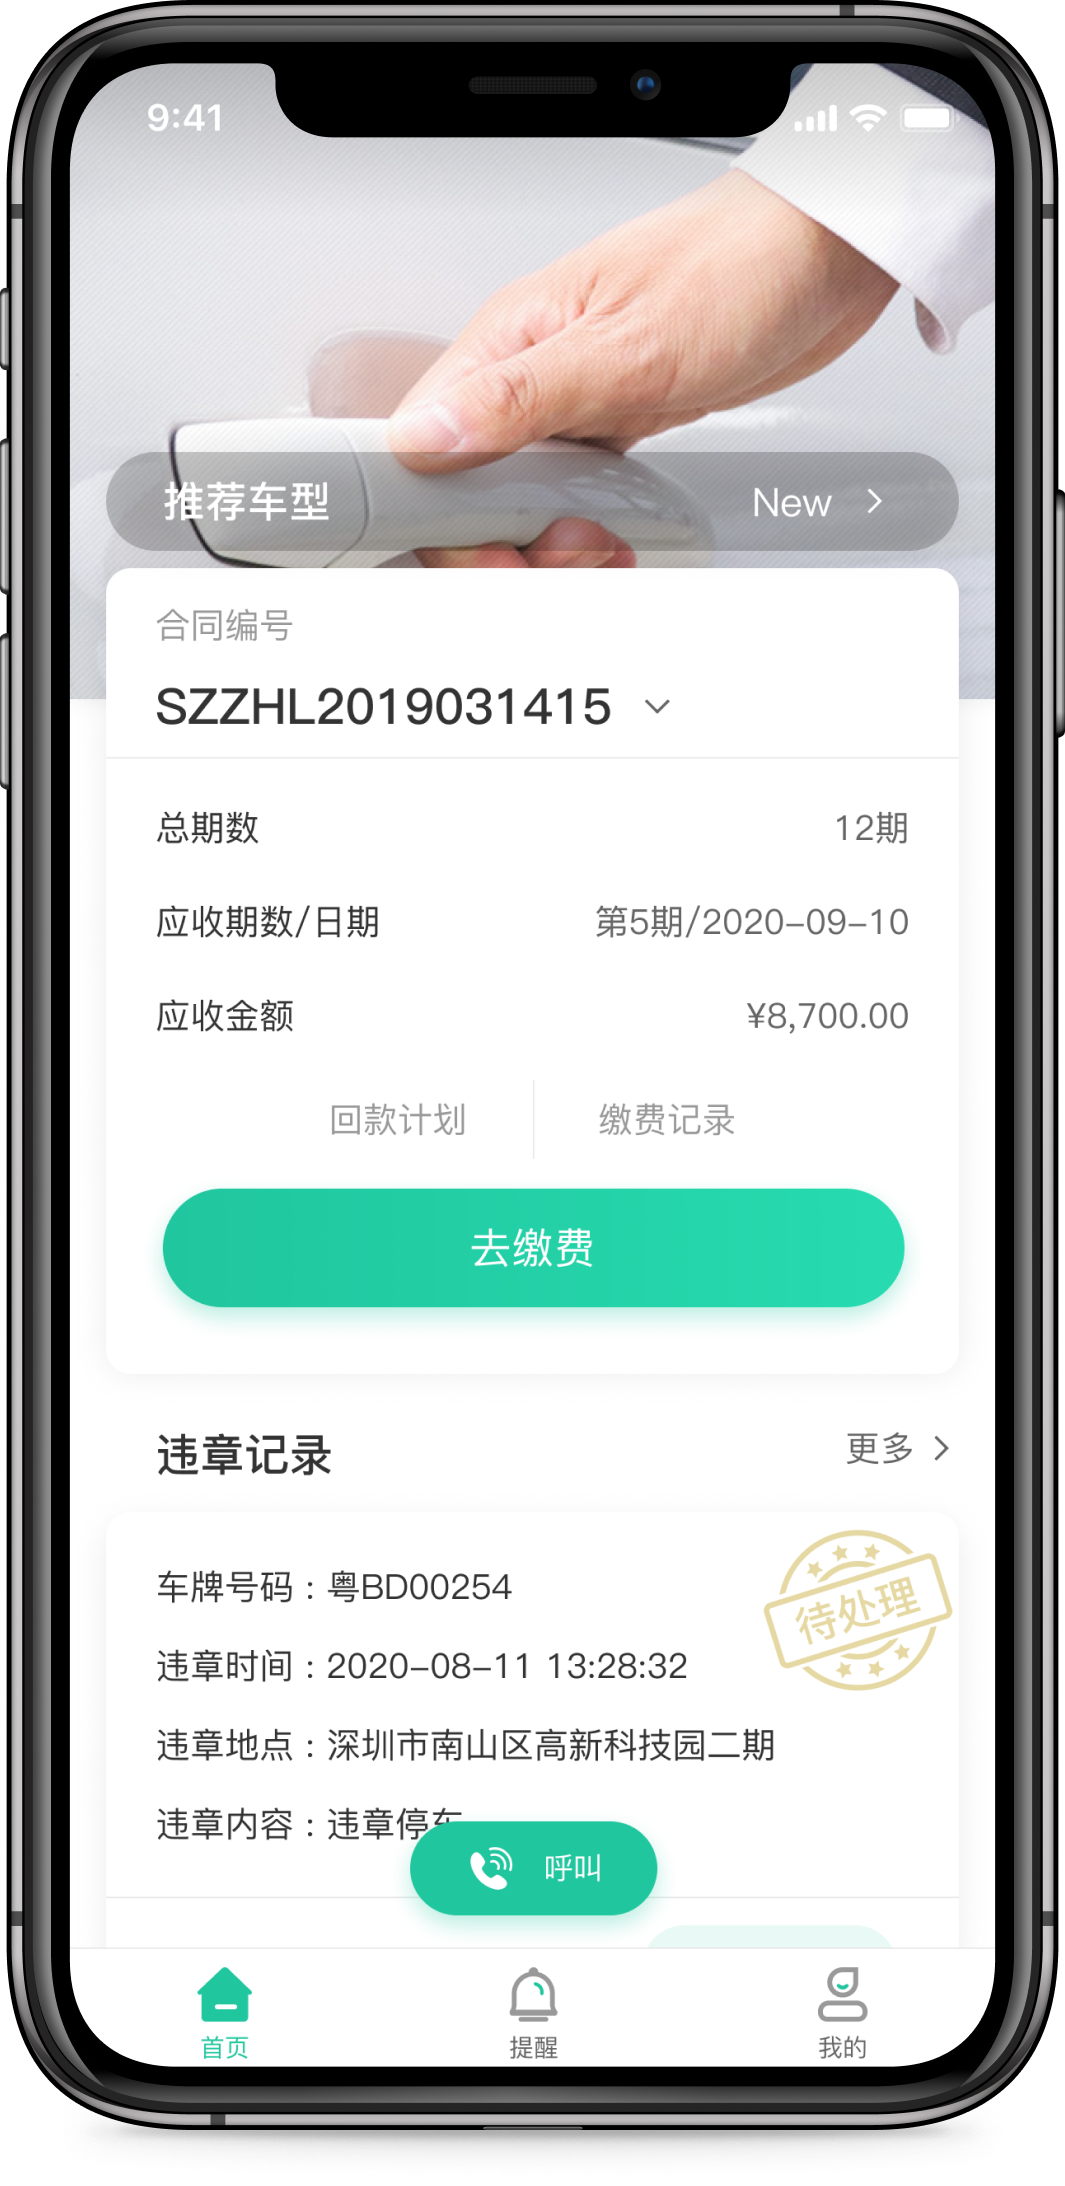 9:41
推荐车型 New
合同编号
SZZHL2019031415
总期数 12期
应收期数/日期 第5期/2020-09-10
应收金额 ¥8,700.00
回款计划 缴费记录
去缴费
违章记录 更多
车牌号码：粤BD00254
待处理
违章时间：2020-08-11 13:28:32
违章地点：深圳市南山区高新科技园二期
违章内容：违章停车
呼叫
首页 提醒 我的